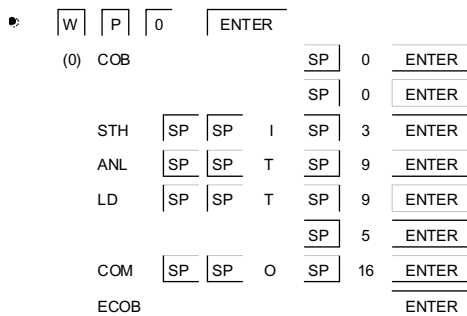 W P 0 ENTER
(0) COB SP 0 ENTER
SP 0 ENTER
STH SP SP I SP 3 ENTER
ANL SP SP T SP 9 ENTER
LD SP SP T SP 9 ENTER
SP 5 ENTER
COM SP SP O SP 16 ENTER
ECOB ENTER